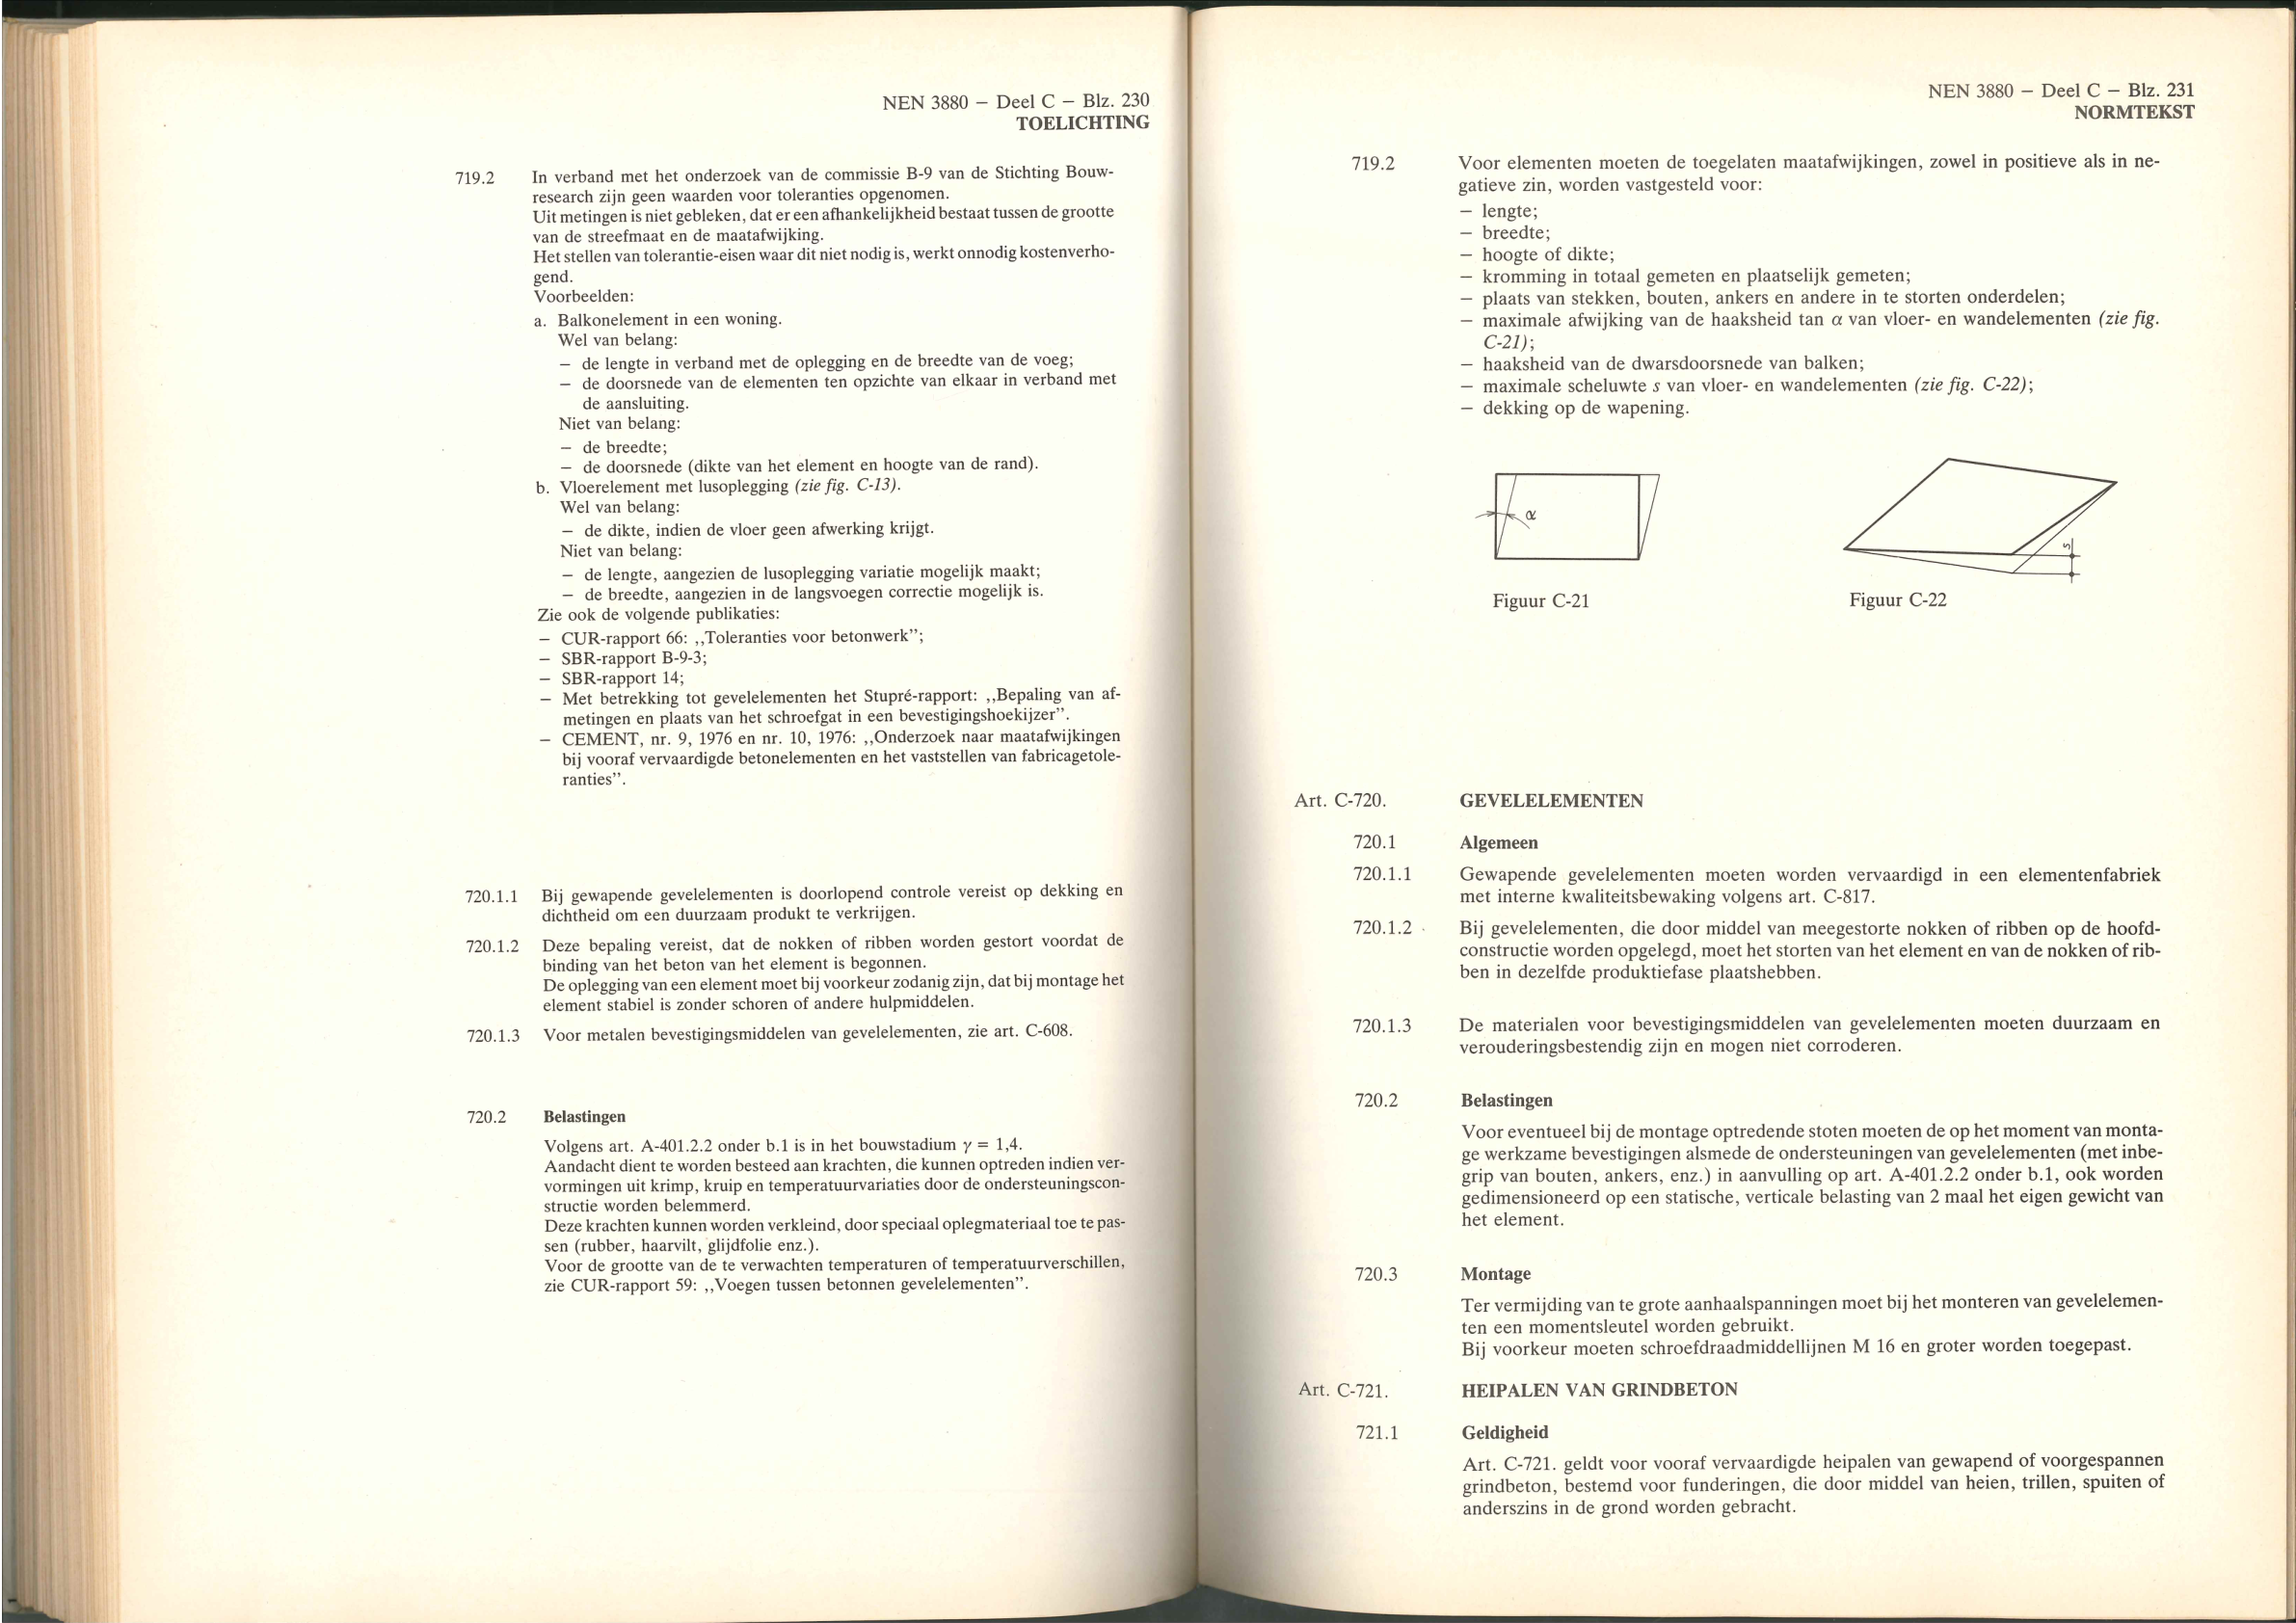 NEN 3880 — Deel C — Blz. 230
TOELICHTING
719.2 In verband met het onderzoek van de commissie B-9 van de Stichting Bouw-
research zijn geen waarden voor toleranties opgenomen.
Uit metingen is niet gebleken, dat er een afhankelijkheid bestaat tussen de grootte
van de streefmaat en de maatafwijking.
Het stellen van tolerantie-eisen waar dit niet nodig is, werkt onnodig kostenverho-
gend.
Voorbeelden:
a. Balkonelement in een woning.
Wel van belang:
— de lengte in verband met de oplegging en de breedte van de voeg;
— de doorsnede van de elementen ten opzichte van elkaar in verband met
de aansluiting.
Niet van belang:
— de breedte;
— de doorsnede (dikte van het element en hoogte van de rand).
b. Vloerelement met lusoplegging (zie fig. C-13).
Wel van belang:
— de dikte, indien de vloer geen afwerking krijgt.
Niet van belang:
— de lengte, aangezien de lusoplegging variatie mogelijk maakt;
— de breedte, aangezien in de langsvoegen correctie mogelijk is.
Zie ook de volgende publikaties:
— CUR-rapport 66: ,,Toleranties voor betonwerk”;
— SBR-rapport B-9-3;
— SBR-rapport 14;
— Met betrekking tot gevelelementen het Stupré-rapport: ,,Bepaling van af-
metingen en plaats van het schroefgat in een bevestigingshoekijzer”.
— CEMENT, nr. 9, 1976 en nr. 10, 1976: ,,Onderzoek naar maatafwijkingen
bij vooraf vervaardigde betonelementen en het vaststellen van fabricagetole-
ranties”.
720.1.1 Bij gewapende gevelelementen is doorlopend controle vereist op dekking en
dichtheid om een duurzaam produkt te verkrijgen.
720.1.2 Deze bepaling vereist, dat de nokken of ribben worden gestort voordat de
binding van het beton van het element is begonnen.
De oplegging van een element moet bij voorkeur zodanig zijn, dat bij montage het
element stabiel is zonder schoren of andere hulpmiddelen.
720.1.3 Voor metalen bevestigingsmiddelen van gevelelementen, zie art. C-608.
720.2 Belastingen
Volgens art. A-401.2.2 onder b.1 is in het bouwstadium γ = 1,4.
Aandacht dient te worden besteed aan krachten, die kunnen optreden indien ver-
vormingen uit krimp, kruip en temperatuurvariaties door de ondersteuningscon-
structie worden belemmerd.
Deze krachten kunnen worden verkleind, door speciaal oplegmateriaal toe te pas-
sen (rubber, haarvilt, glijdfolie enz.).
Voor de grootte van de te verwachten temperaturen of temperatuurverschillen,
zie CUR-rapport 59: ,,Voegen tussen betonnen gevelelementen”.
NEN 3880 — Deel C — Blz. 231
NORMTEKST
719.2 Voor elementen moeten de toegelaten maatafwijkingen, zowel in positieve als in ne-
gatieve zin, worden vastgesteld voor:
— lengte;
— breedte;
— hoogte of dikte;
— kromming in totaal gemeten en plaatselijk gemeten;
— plaats van stekken, bouten, ankers en andere in te storten onderdelen;
— maximale afwijking van de haaksheid tan α van vloer- en wandelementen (zie fig.
C-21);
— haaksheid van de dwarsdoorsnede van balken;
— maximale scheluwte s van vloer- en wandelementen (zie fig. C-22);
— dekking op de wapening.
α
s
Figuur C-21
Figuur C-22
Art. C-720. GEVELELEMENTEN
720.1 Algemeen
720.1.1 Gewapende gevelelementen moeten worden vervaardigd in een elementenfabriek
met interne kwaliteitsbewaking volgens art. C-817.
720.1.2 Bij gevelelementen, die door middel van meegestorte nokken of ribben op de hoofd-
constructie worden opgelegd, moet het storten van het element en van de nokken of rib-
ben in dezelfde produktiefase plaatshebben.
720.1.3 De materialen voor bevestigingsmiddelen van gevelelementen moeten duurzaam en
verouderingsbestendig zijn en mogen niet corroderen.
720.2 Belastingen
Voor eventueel bij de montage optredende stoten moeten de op het moment van monta-
ge werkzame bevestigingen alsmede de ondersteuningen van gevelelementen (met inbe-
grip van bouten, ankers, enz.) in aanvulling op art. A-401.2.2 onder b.1, ook worden
gedimensioneerd op een statische, verticale belasting van 2 maal het eigen gewicht van
het element.
720.3 Montage
Ter vermijding van te grote aanhaalspanningen moet bij het monteren van gevelelemen-
ten een momentsleutel worden gebruikt.
Bij voorkeur moeten schroefdraadmiddellijnen M 16 en groter worden toegepast.
Art. C-721. HEIPALEN VAN GRINDBETON
721.1 Geldigheid
Art. C-721. geldt voor vooraf vervaardigde heipalen van gewapend of voorgespannen
grindbeton, bestemd voor funderingen, die door middel van heien, trillen, spuiten of
anderszins in de grond worden gebracht.